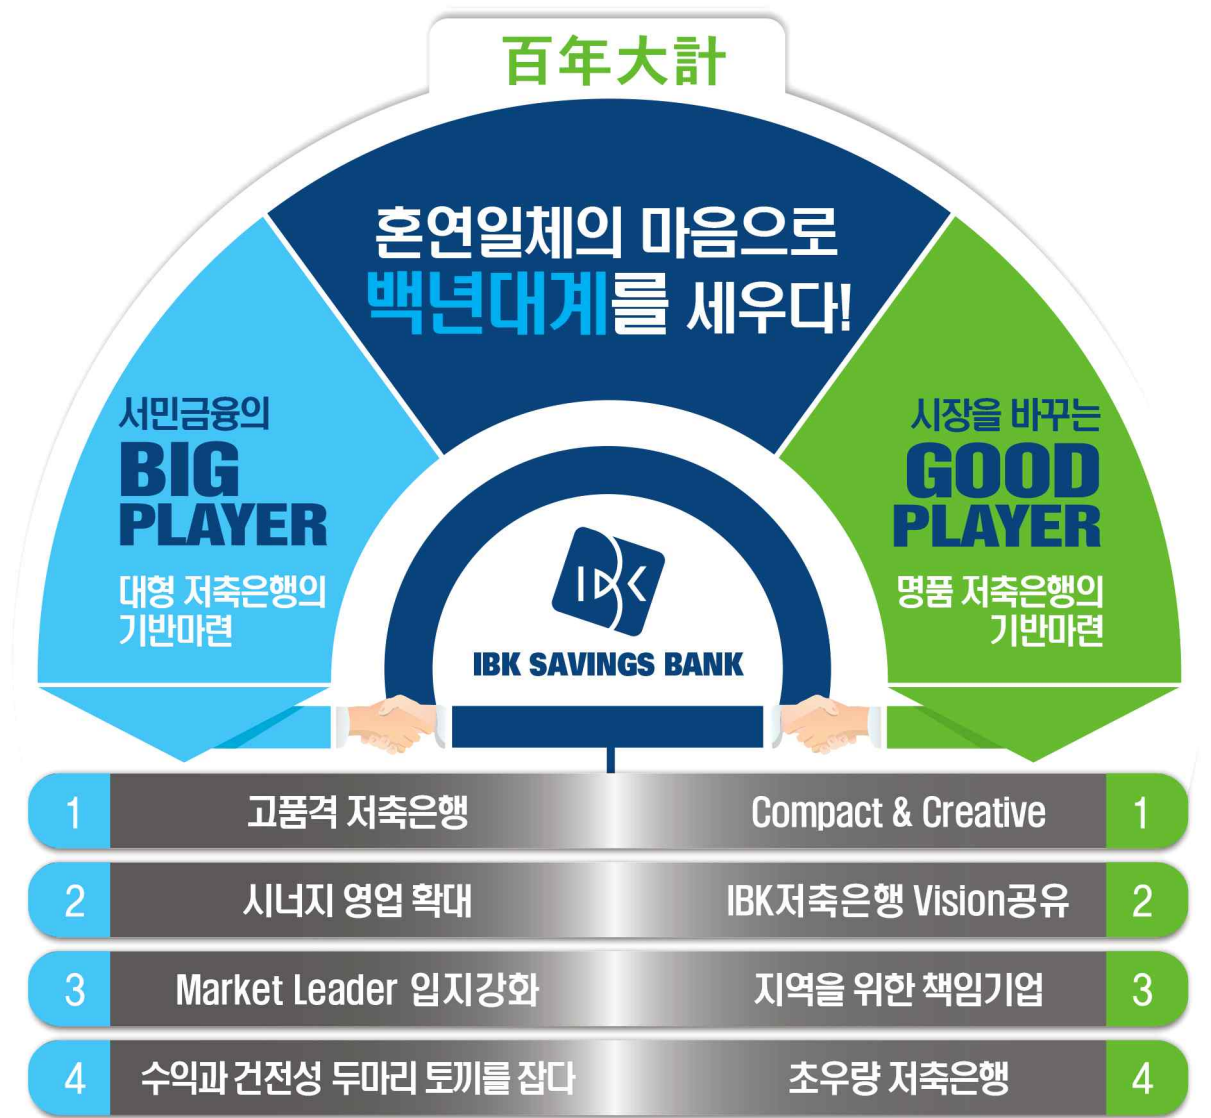 百年大計
혼연일체의 마음으로
백년대계를 세우다!
서민금융의
BIG
PLAYER
대형 저축은행의
기반마련
시장을 바꾸는
GOOD
PLAYER
명품 저축은행의
기반마련
IBK
IBK SAVINGS BANK
1 고품격 저축은행 Compact & Creative 1
2 시너지 영업 확대 IBK저축은행 Vision공유 2
3 Market Leader 입지강화 지역을 위한 책임기업 3
4 수익과 건전성 두마리 토끼를 잡다 초우량 저축은행 4